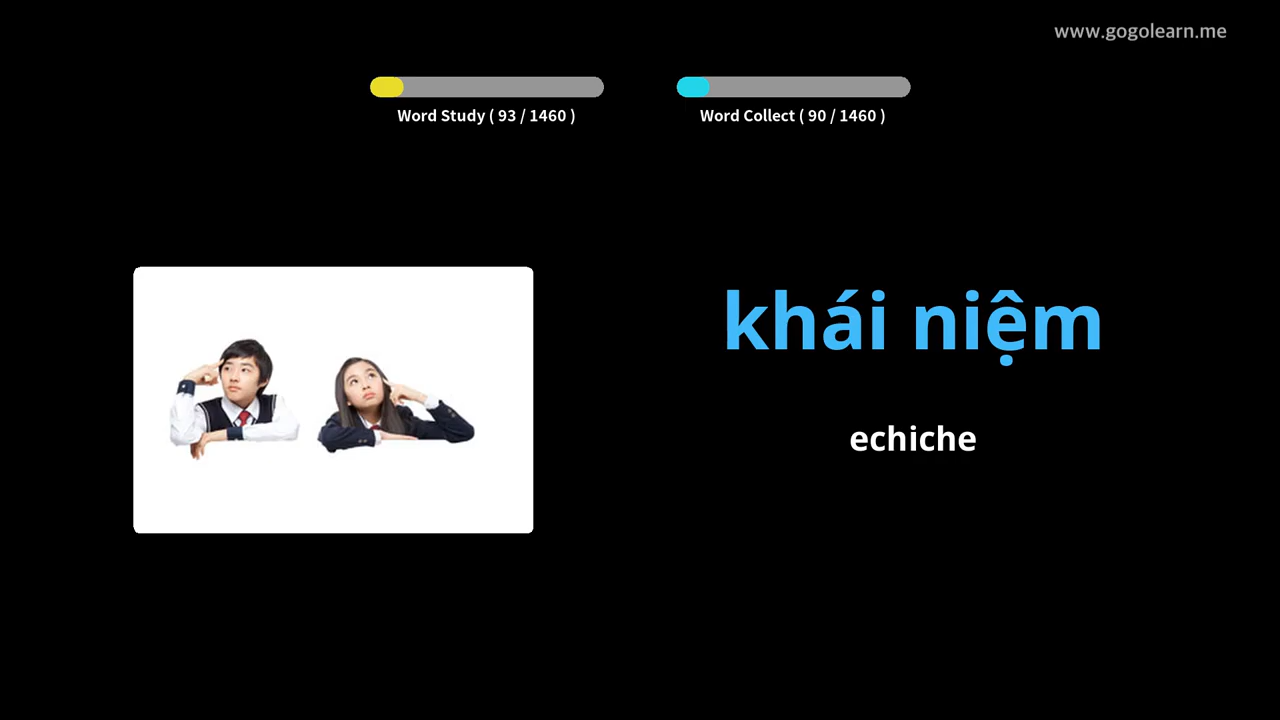 www.gogolearn.me
Word Study ( 93 / 1460 )
Word Collect ( 90 / 1460 )
khái niệm
echiche